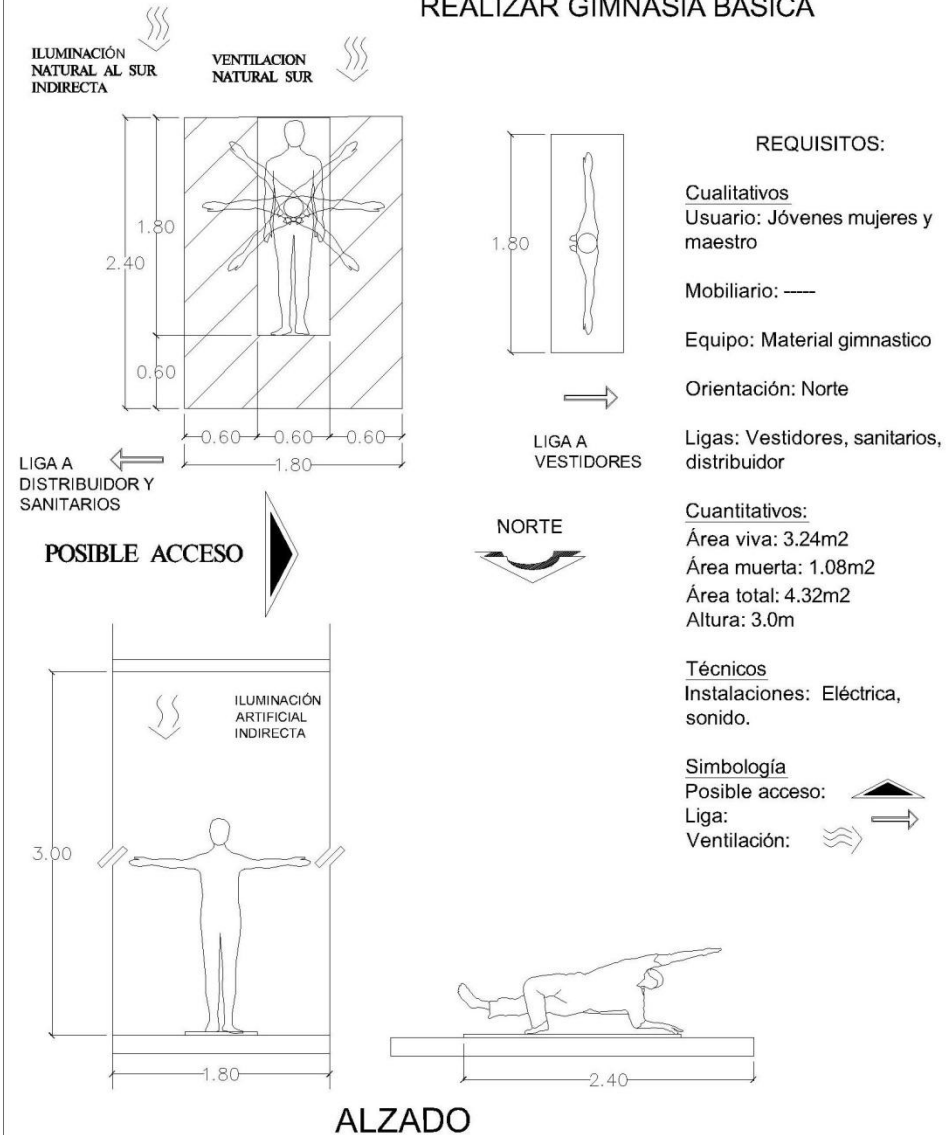 REALIZAR GIMNASIA BASICA
ILUMINACIÓN
NATURAL AL SUR
INDIRECTA
VENTILACION
NATURAL SUR
2.40
1.80
0.60
0.60
0.60
0.60
1.80
1.80
LIGA A
DISTRIBUIDOR Y
SANITARIOS
LIGA A
VESTIDORES
POSIBLE ACCESO
NORTE
REQUISITOS:
Cualitativos
Usuario: Jóvenes mujeres y
maestro
Mobiliario: -----
Equipo: Material gimnastico
Orientación: Norte
Ligas: Vestidores, sanitarios,
distribuidor
Cuantitativos:
Área viva: 3.24m2
Área muerta: 1.08m2
Área total: 4.32m2
Altura: 3.0m
Técnicos
Instalaciones: Eléctrica,
sonido.
Simbología
Posible acceso:
Liga:
Ventilación:
ILUMINACIÓN
ARTIFICIAL
INDIRECTA
3.00
1.80
2.40
ALZADO